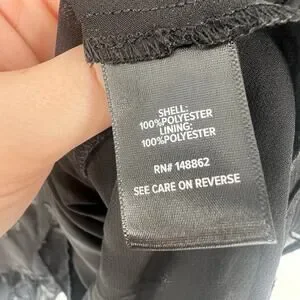 SHELL:
100%POLYESTER
LINING:
100%POLYESTER
RN# 148862
SEE CARE ON REVERSE